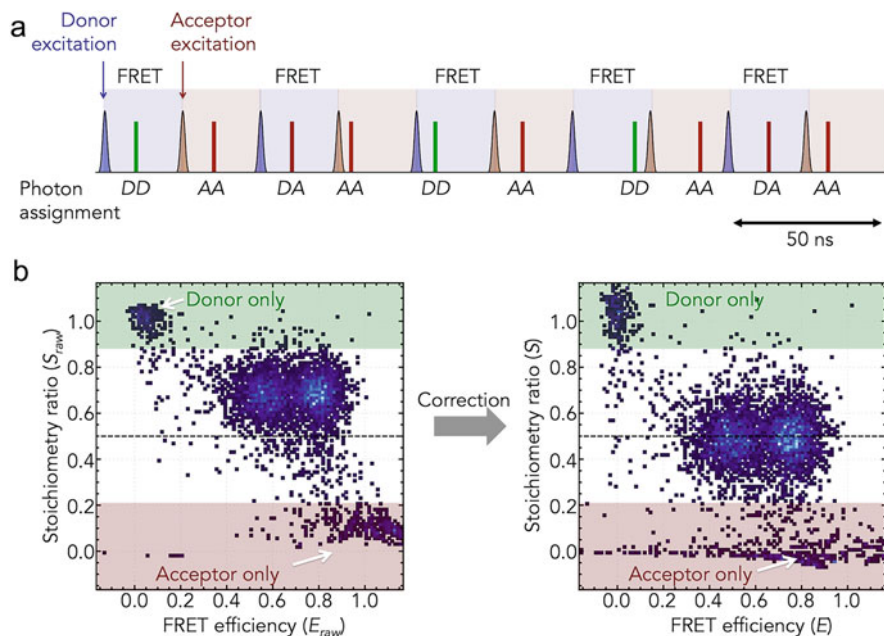 a
Donor
excitation
Acceptor
excitation
FRET FRET FRET FRET FRET
Photon
assignment
DD AA DA AA DD AA DD AA DA AA
50 ns
b
Donor only
Stoichiometry ratio (S_raw)
1.0
0.8
0.6
0.4
0.2
0.0
Acceptor only
0.0 0.2 0.4 0.6 0.8 1.0
FRET efficiency (E_raw)
Correction
Donor only
Stoichiometry ratio (S)
1.0
0.8
0.6
0.4
0.2
0.0
Acceptor only
0.0 0.2 0.4 0.6 0.8 1.0
FRET efficiency (E)